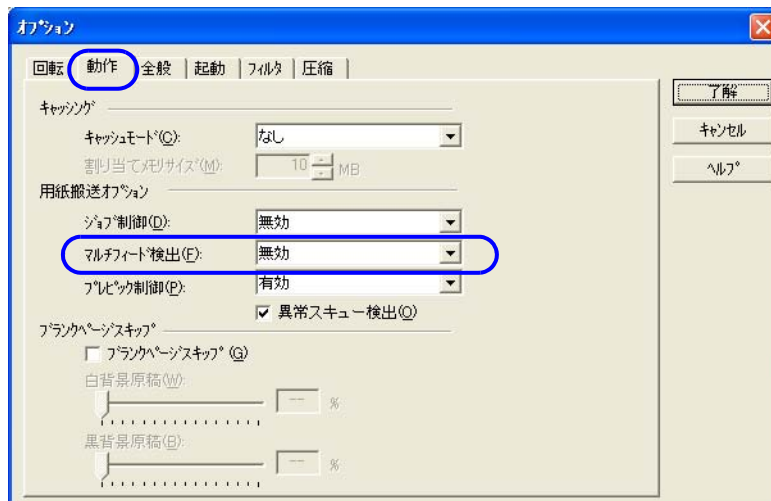 オプション
回転 動作 全般 起動 フィルタ 圧縮
了解
キャンセル
ヘルプ
キャッシング
キャッシュモード(C): なし
割り当てメモリサイズ(M): 10 MB
用紙搬送オプション
ジョブ制御(D): 無効
マルチフィード検出(F): 無効
プレピック制御(P): 有効
異常スキュー検出(O)
ブランクページスキップ
ブランクページスキップ(G)
白背景原稿(W):
-- %
黒背景原稿(B):
-- %